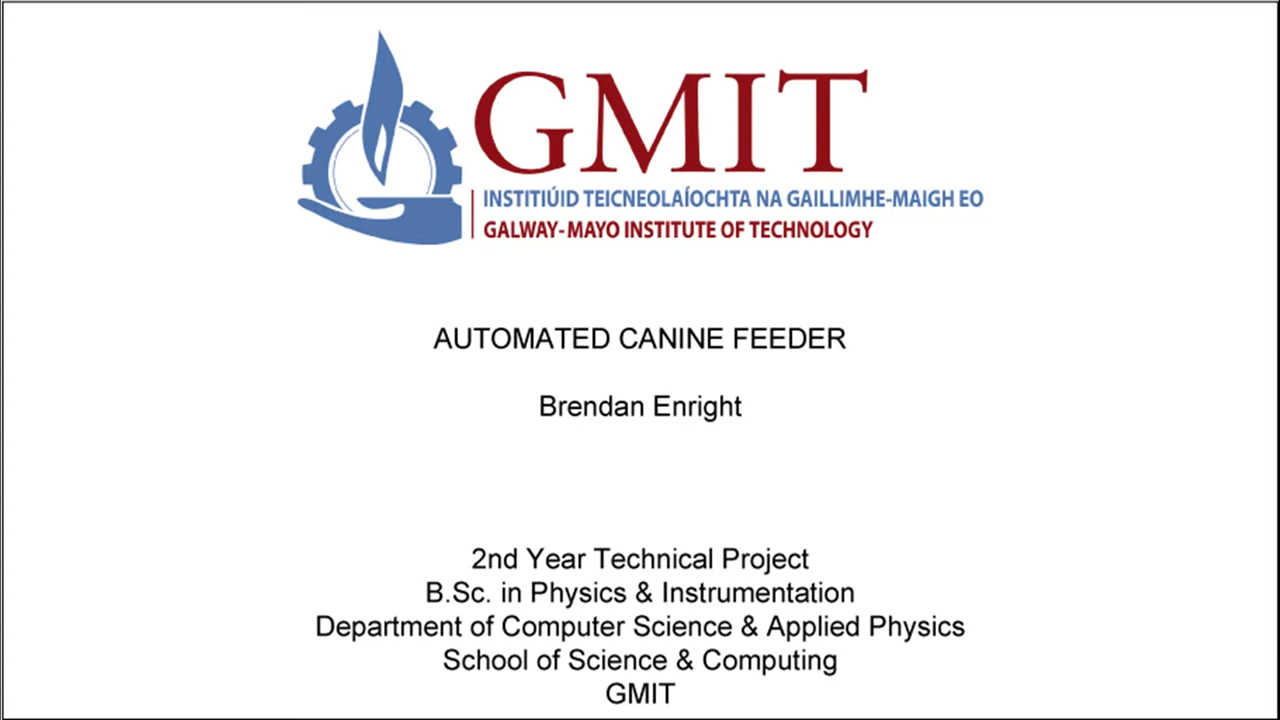 GMIT
INSTITIÚID TEICNEOLAÍOCHTA NA GAILLIMHE-MAIGH EO
GALWAY-MAYO INSTITUTE OF TECHNOLOGY
AUTOMATED CANINE FEEDER
Brendan Enright
2nd Year Technical Project
B.Sc. in Physics & Instrumentation
Department of Computer Science & Applied Physics
School of Science & Computing
GMIT